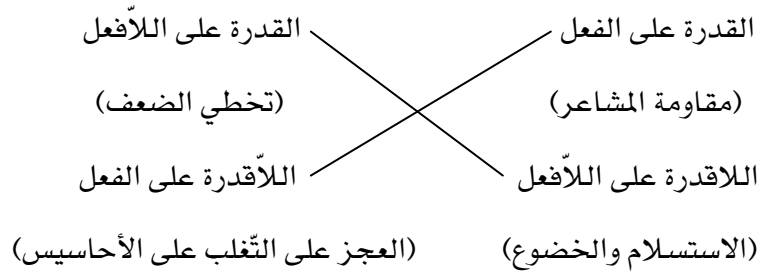 القدرة على الفعل القدرة على اللاّفعل
(مقاومة المشاعر) (تخطي الضعف)
اللاقدرة على اللاّفعل اللاّقدرة على الفعل
(الاستسلام والخضوع) (العجز على التّغلب على الأحاسيس)